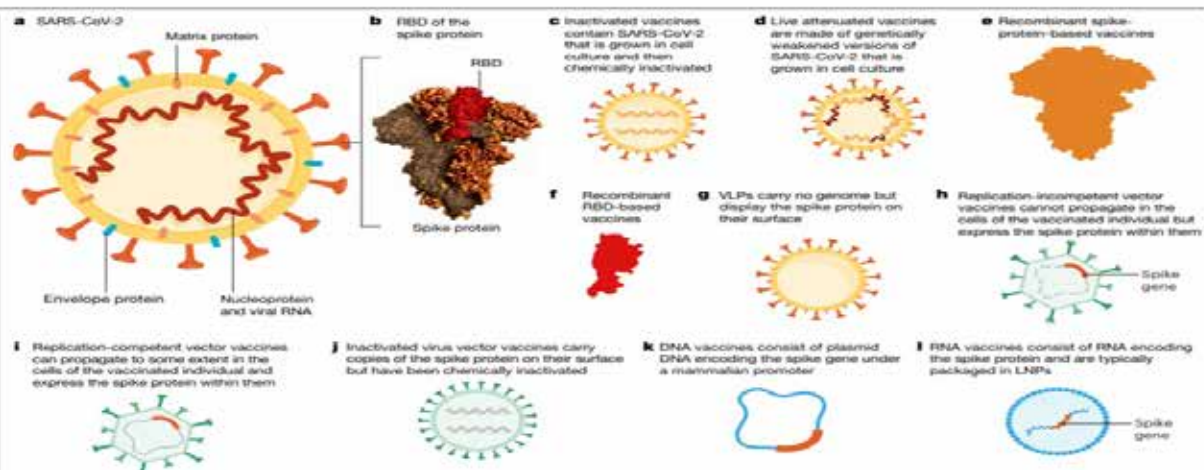 a SARS-CoV-2
Matrix protein
Envelope protein
Nucleoprotein
and viral RNA
b RBD of the
spike protein
RBD
Spike protein
c Inactivated vaccines
contain SARS-CoV-2
that is grown in cell
culture and then
chemically inactivated
d Live attenuated vaccines
are made of genetically
weakened versions of
SARS-CoV-2 that is
grown in cell culture
e Recombinant spike-
protein-based vaccines
f Recombinant
RBD-based
vaccines
g VLPs carry no genome but
display the spike protein on
their surface
h Replication-incompetent vector
vaccines cannot propagate in the
cells of the vaccinated individual but
express the spike protein within them
Spike
gene
i Replication-competent vector vaccines
can propagate to some extent in the
cells of the vaccinated individual and
express the spike protein within them
j Inactivated virus vector vaccines carry
copies of the spike protein on their surface
but have been chemically inactivated
k DNA vaccines consist of plasmid
DNA encoding the spike gene under
a mammalian promoter
l RNA vaccines consist of RNA encoding
the spike protein and are typically
packaged in LNPs
Spike
gene